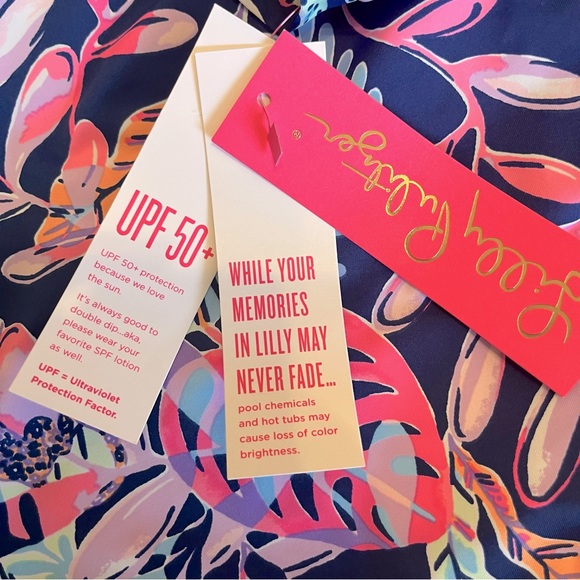 UPF 50+
UPF 50+ protection
because we love
the sun.
It's always good to
double dip...aka,
please wear your
favorite SPF lotion
as well.
UPF = Ultraviolet
Protection Factor.
WHILE YOUR
MEMORIES
IN LILLY MAY
NEVER FADE...
pool chemicals
and hot tubs may
cause loss of color
brightness.
Lilly Pulitzer®